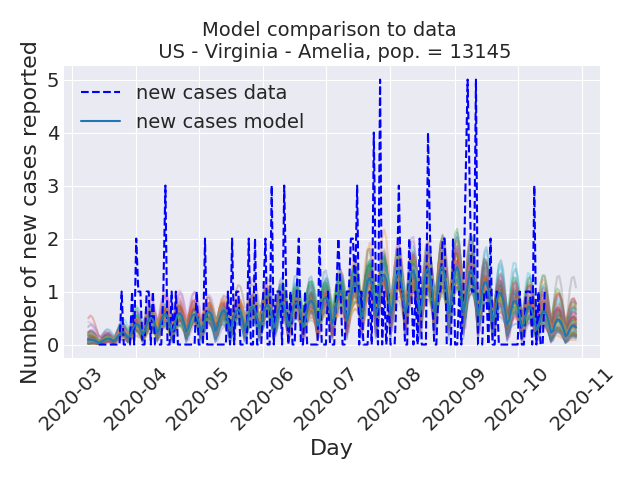 Model comparison to data
US - Virginia - Amelia, pop. = 13145
Number of new cases reported
5
4
3
2
1
0
new cases data
new cases model
2020-03
2020-04
2020-05
2020-06
2020-07
2020-08
2020-09
2020-10
2020-11
Day